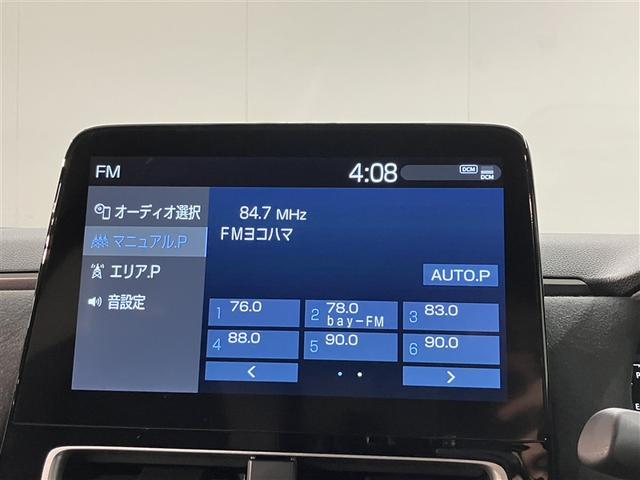 FM
4:08
DCM
DCM
オーディオ選択
マニュアル.P
エリア.P
音設定
84.7 MHz
FMヨコハマ
AUTO.P
1 76.0
2 78.0
bay-FM
3 83.0
4 88.0
5 90.0
6 90.0
<
>